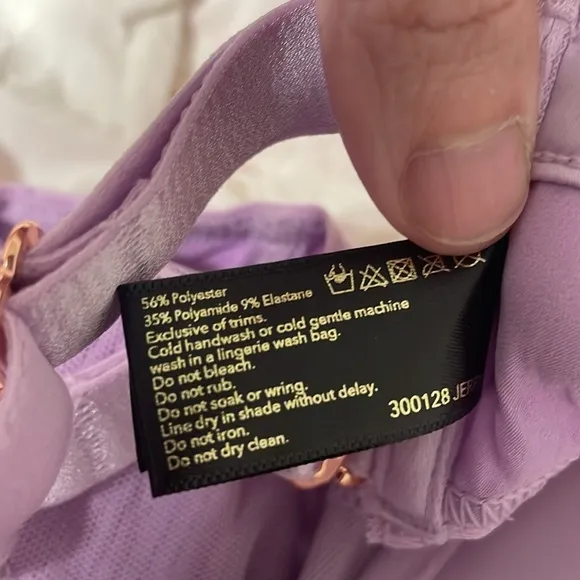 56% Polyester
35% Polyamide 9% Elastane
Exclusive of trims.
Cold handwash or cold gentle machine
wash in a lingerie wash bag.
Do not bleach.
Do not rub.
Do not soak or wring.
Line dry in shade without delay.
Do not iron.
Do not dry clean.
300128